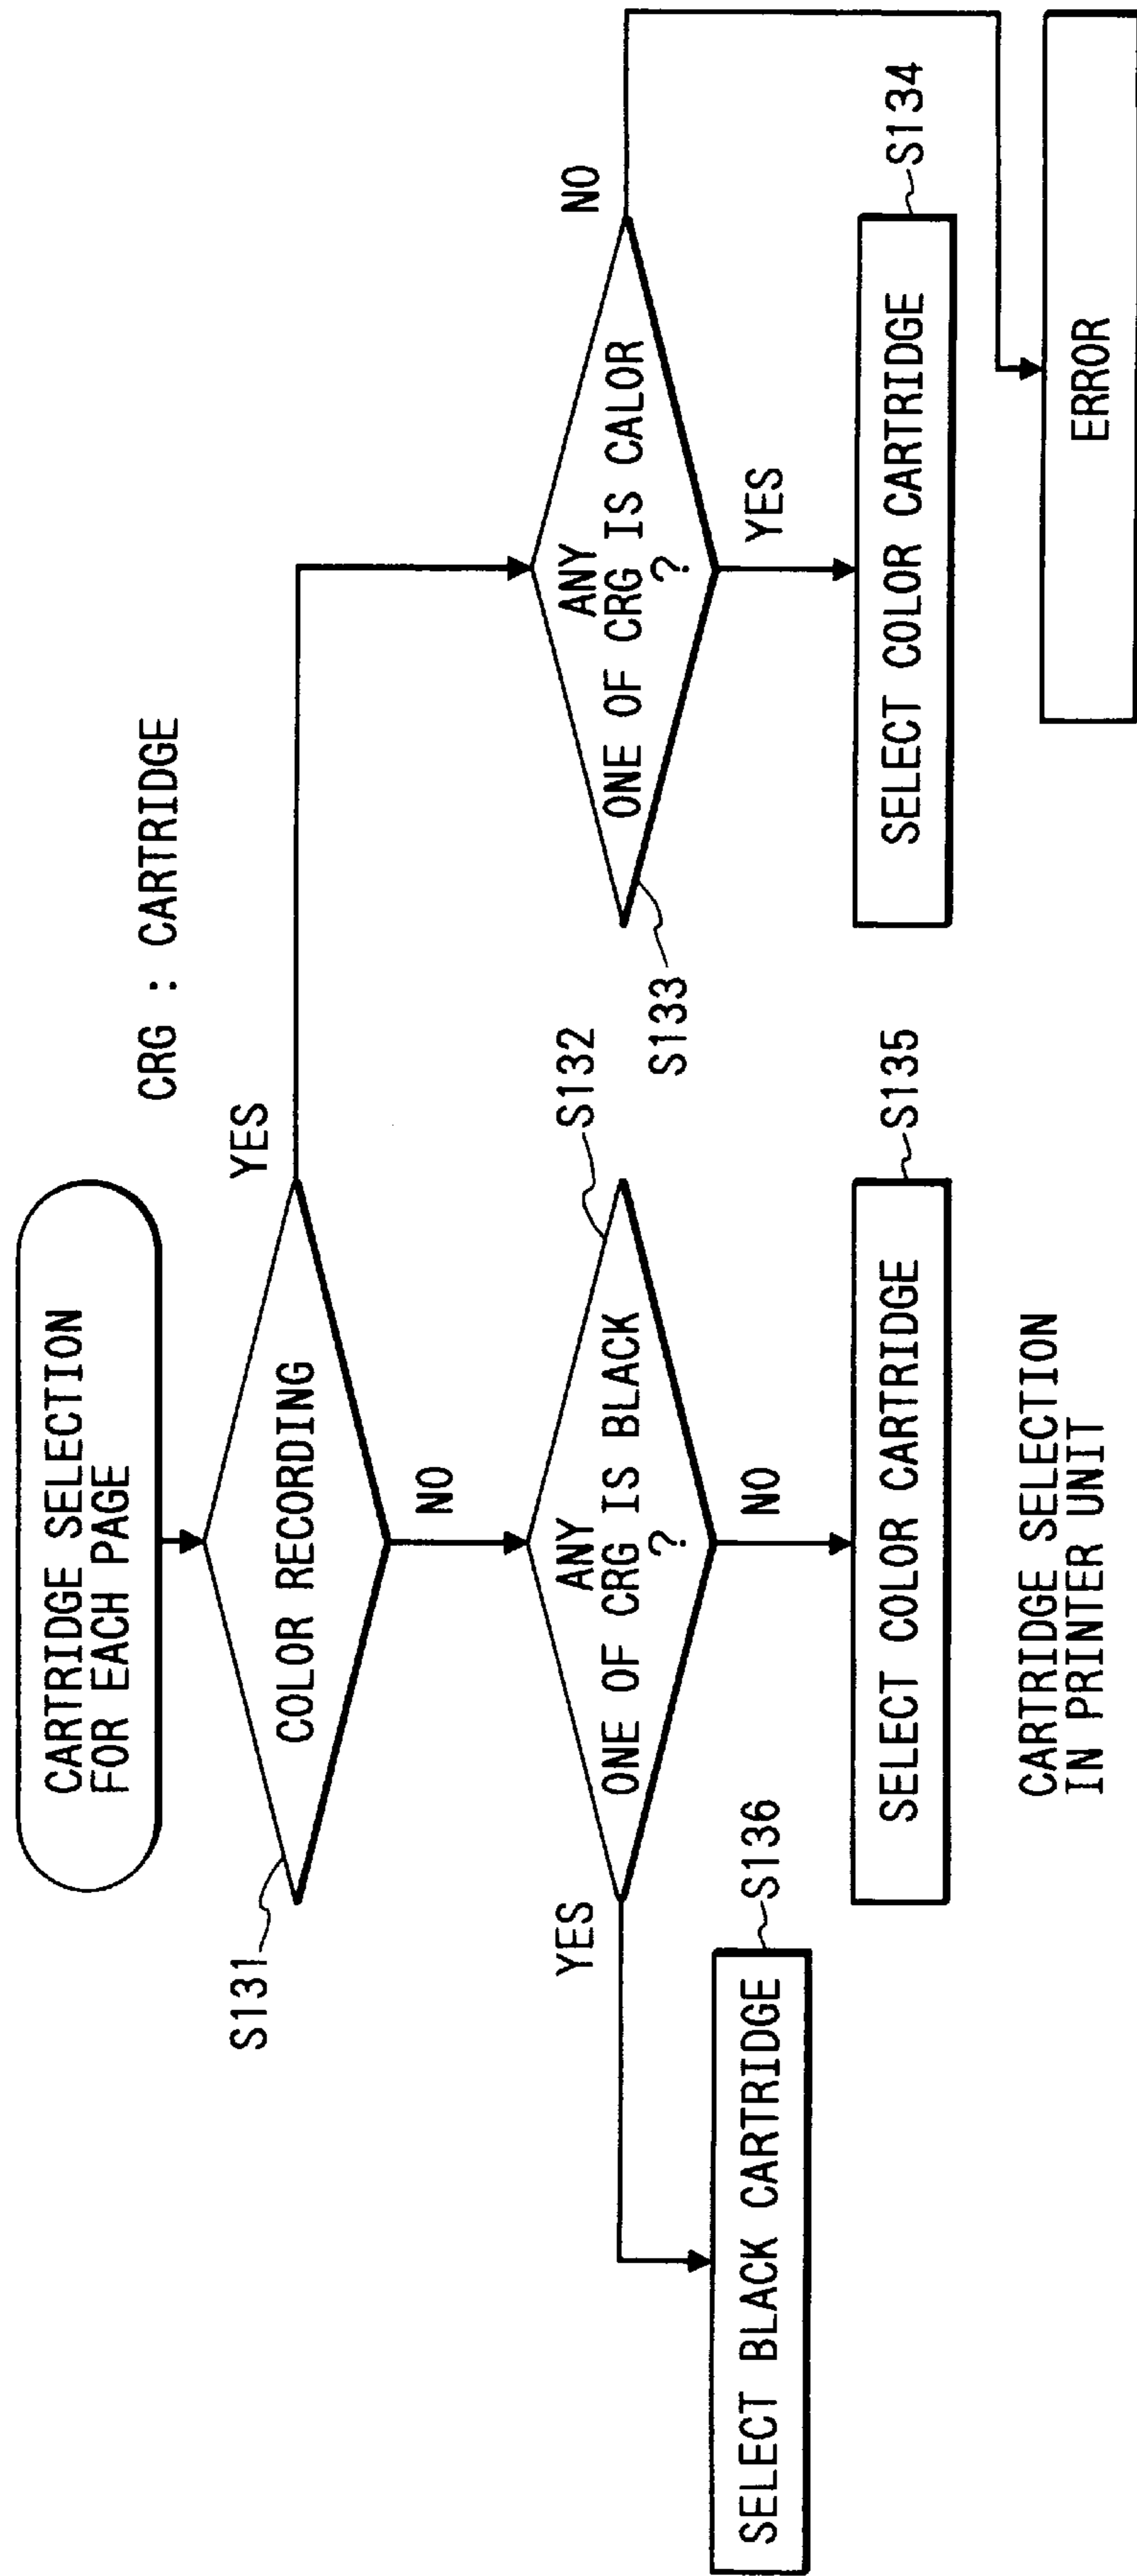 CARTRIDGE SELECTION
FOR EACH PAGE
CRG : CARTRIDGE
S131
COLOR RECORDING
YES
NO
S132
ANY
ONE OF CRG IS BLACK
?
YES
NO
S133
ANY
ONE OF CRG IS CALOR
?
NO
YES
S136
SELECT BLACK CARTRIDGE
S135
SELECT COLOR CARTRIDGE
S134
SELECT COLOR CARTRIDGE
ERROR
CARTRIDGE SELECTION
IN PRINTER UNIT